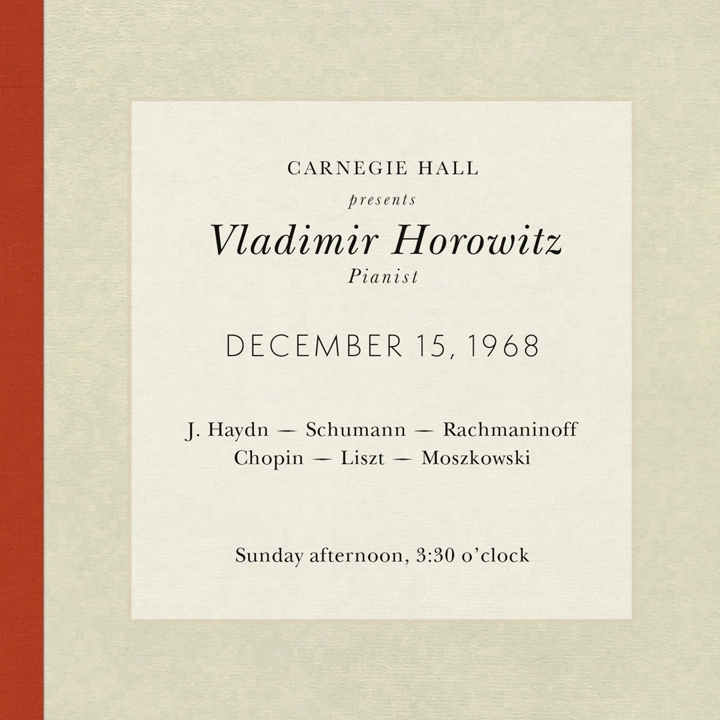 CARNEGIE HALL
presents
Vladimir Horowitz
Pianist
DECEMBER 15, 1968
J. Haydn — Schumann — Rachmaninoff
Chopin — Liszt — Moszkowski
Sunday afternoon, 3:30 o’clock